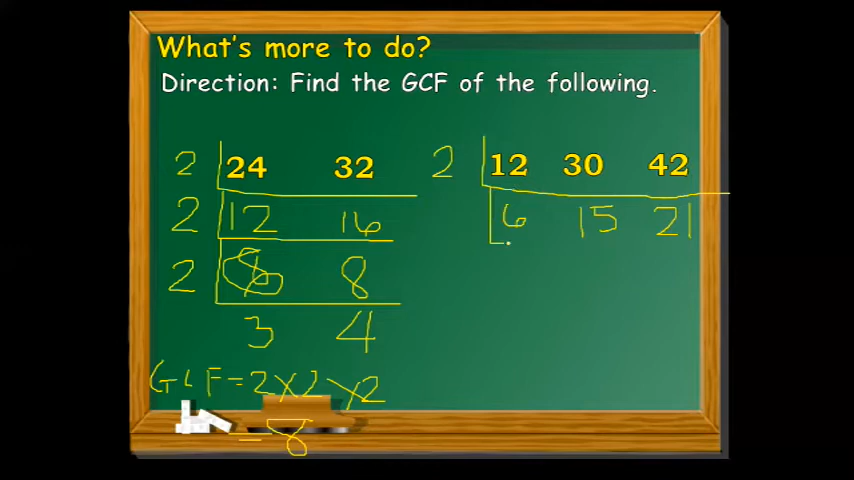 What's more to do?
Direction: Find the GCF of the following.
2 24 32
2 12 16
2 8
3 4
GCF=2x2x2
=8
2 12 30 42
6 15 21